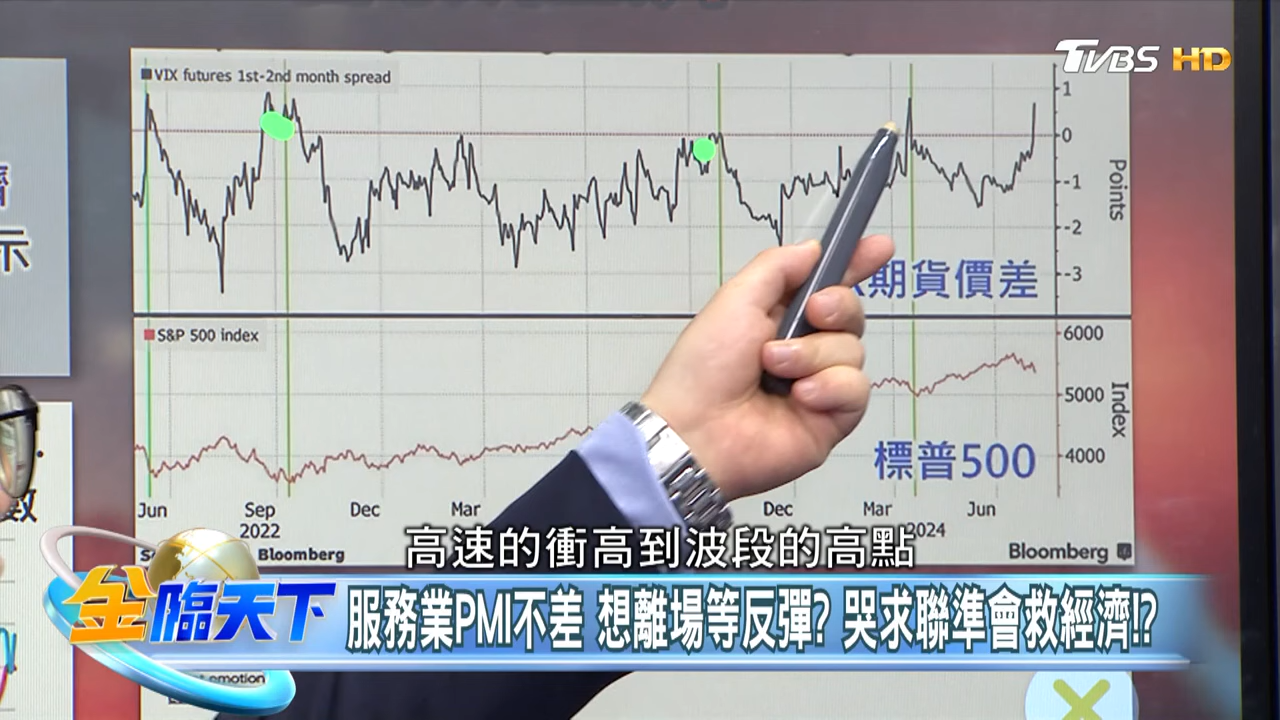 TVBS HD
VIX futures 1st-2nd month spread
1
0
-1
-2
-3
Points
示
期貨價差
S&P 500 index
6000
5000
4000
Index
標普500
數
Jun
Sep
Dec
Mar
Dec
Mar
Jun
2022
2024
Bloomberg
Bloomberg
高速的衝高到波段的高點
金臨天下
服務業PMI不差 想離場等反彈? 哭求聯準會救經濟!?
emotion